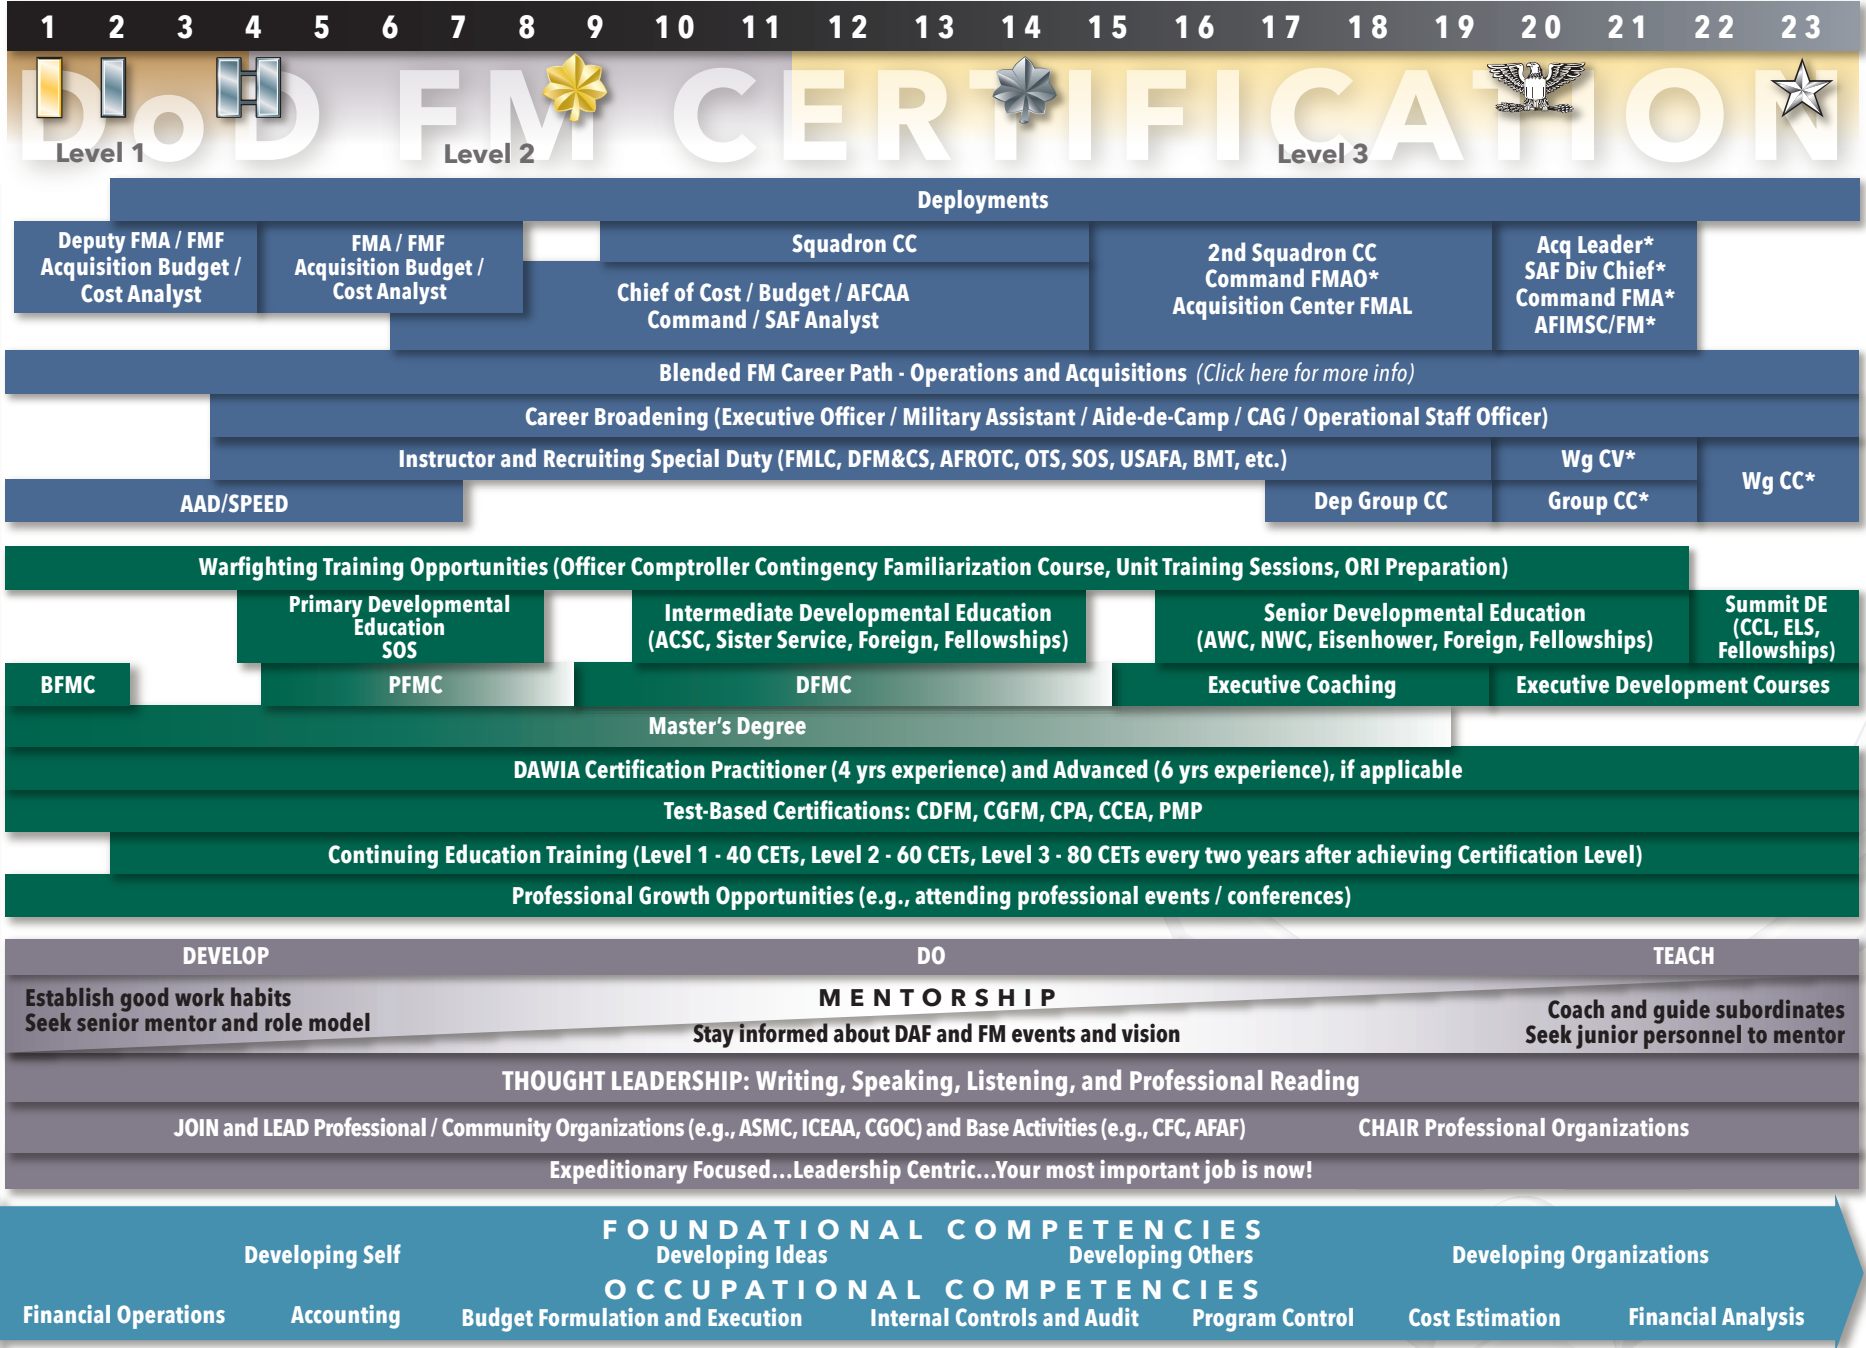 1 2 3 4 5 6 7 8 9 10 11 12 13 14 15 16 17 18 19 20 21 22 23
DoD FM CERTIFICATION
Level 1 Level 2 Level 3
Deployments
Deputy FMA / FMF
Acquisition Budget /
Cost Analyst
FMA / FMF
Acquisition Budget /
Cost Analyst
Squadron CC
Chief of Cost / Budget / AFCAA
Command / SAF Analyst
2nd Squadron CC
Command FMAO*
Acquisition Center FMAL
Acq Leader*
SAF Div Chief*
Command FMA*
AFIMSC/FM*
Blended FM Career Path - Operations and Acquisitions (Click here for more info)
Career Broadening (Executive Officer / Military Assistant / Aide-de-Camp / CAG / Operational Staff Officer)
Instructor and Recruiting Special Duty (FMLC, DFM&CS, AFROTC, OTS, SOS, USAFA, BMT, etc.)
Wg CV*
Wg CC*
AAD/SPEED
Dep Group CC
Group CC*
Warfighting Training Opportunities (Officer Comptroller Contingency Familiarization Course, Unit Training Sessions, ORI Preparation)
Primary Developmental
Education
SOS
Intermediate Developmental Education
(ACSC, Sister Service, Foreign, Fellowships)
Senior Developmental Education
(AWC, NWC, Eisenhower, Foreign, Fellowships)
Summit DE
(CCL, ELS,
Fellowships)
BFMC
PFMC
DFMC
Executive Coaching
Executive Development Courses
Master's Degree
DAWIA Certification Practitioner (4 yrs experience) and Advanced (6 yrs experience), if applicable
Test-Based Certifications: CDFM, CGFM, CPA, CCEA, PMP
Continuing Education Training (Level 1 - 40 CETs, Level 2 - 60 CETs, Level 3 - 80 CETs every two years after achieving Certification Level)
Professional Growth Opportunities (e.g., attending professional events / conferences)
DEVELOP DO TEACH
Establish good work habits
Seek senior mentor and role model
MENTORSHIP
Stay informed about DAF and FM events and vision
Coach and guide subordinates
Seek junior personnel to mentor
THOUGHT LEADERSHIP: Writing, Speaking, Listening, and Professional Reading
JOIN and LEAD Professional / Community Organizations (e.g., ASMC, ICEAA, CGOC) and Base Activities (e.g., CFC, AFAF) CHAIR Professional Organizations
Expeditionary Focused...Leadership Centric...Your most important job is now!
FOUNDATIONAL COMPETENCIES
Developing Self Developing Ideas Developing Others Developing Organizations
OCCUPATIONAL COMPETENCIES
Financial Operations Accounting Budget Formulation and Execution Internal Controls and Audit Program Control Cost Estimation Financial Analysis